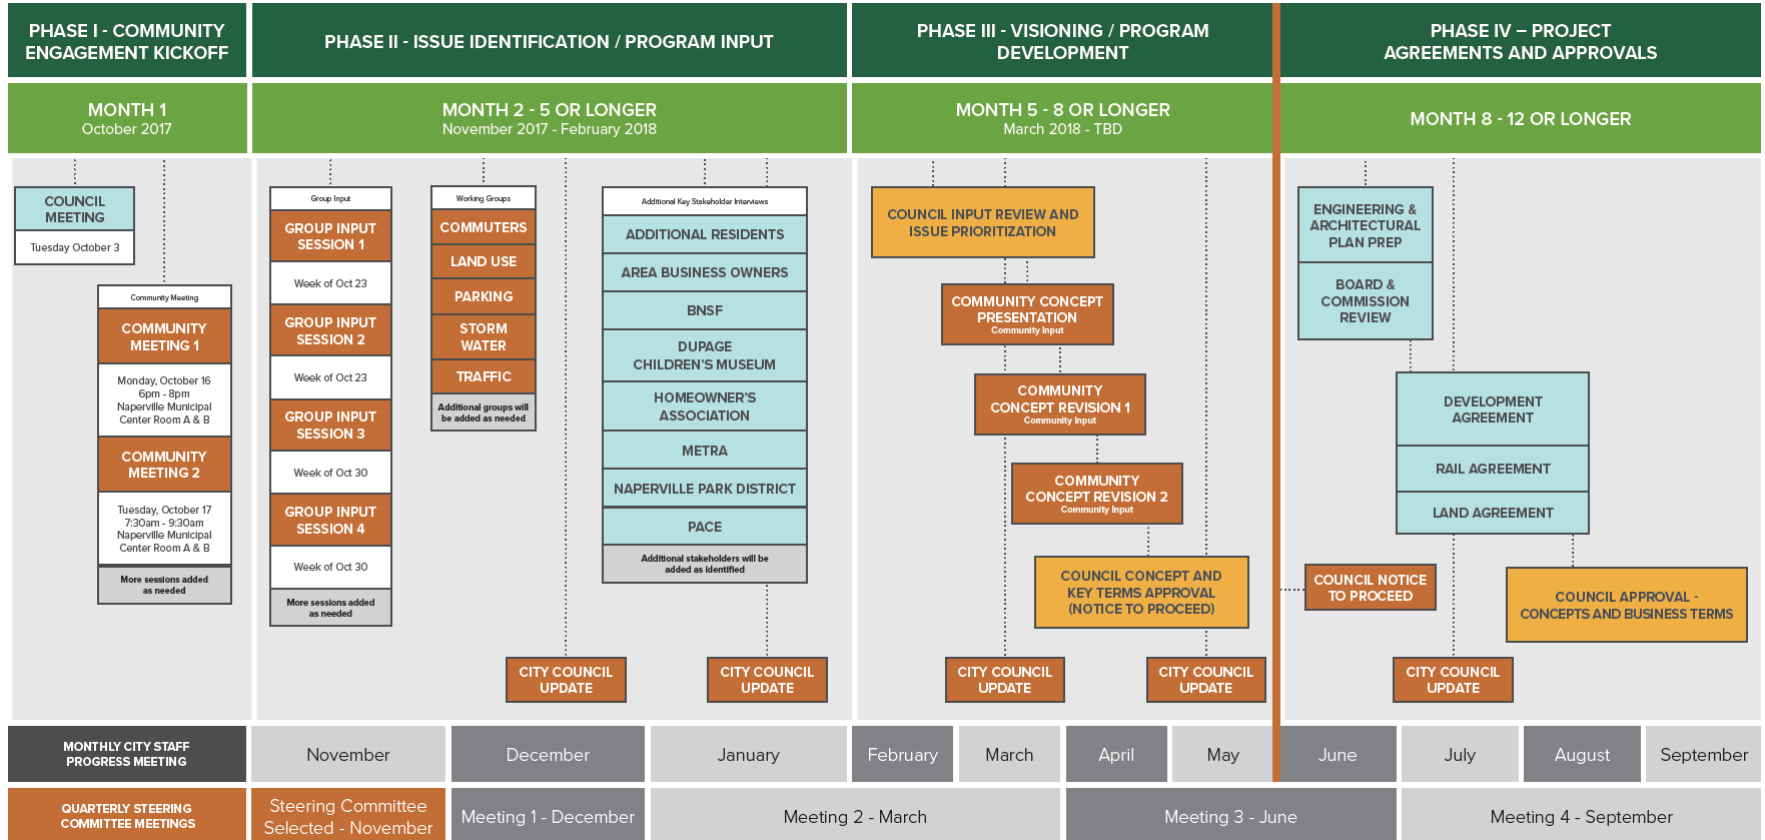 PHASE I - COMMUNITY
ENGAGEMENT KICKOFF
PHASE II - ISSUE IDENTIFICATION / PROGRAM INPUT
PHASE III - VISIONING / PROGRAM
DEVELOPMENT
PHASE IV – PROJECT
AGREEMENTS AND APPROVALS
MONTH 1
October 2017
MONTH 2 - 5 OR LONGER
November 2017 - February 2018
MONTH 5 - 8 OR LONGER
March 2018 - TBD
MONTH 8 - 12 OR LONGER
COUNCIL
MEETING
Tuesday October 3
Community Meeting
COMMUNITY
MEETING 1
Monday, October 16
6pm - 8pm
Naperville Municipal
Center Room A & B
COMMUNITY
MEETING 2
Tuesday, October 17
7:30am - 9:30am
Naperville Municipal
Center Room A & B
More sessions added
as needed
Group Input
GROUP INPUT
SESSION 1
Week of Oct 23
GROUP INPUT
SESSION 2
Week of Oct 23
GROUP INPUT
SESSION 3
Week of Oct 30
GROUP INPUT
SESSION 4
Week of Oct 30
More sessions added
as needed
Working Groups
COMMUTERS
LAND USE
PARKING
STORM
WATER
TRAFFIC
Additional groups will
be added as needed
Additional Key Stakeholder Interviews
ADDITIONAL RESIDENTS
AREA BUSINESS OWNERS
BNSF
DUPAGE
CHILDREN'S MUSEUM
HOMEOWNER'S
ASSOCIATION
METRA
NAPERVILLE PARK DISTRICT
PACE
Additional stakeholders will be
added as identified
CITY COUNCIL
UPDATE
CITY COUNCIL
UPDATE
COUNCIL INPUT REVIEW AND
ISSUE PRIORITIZATION
COMMUNITY CONCEPT
PRESENTATION
Community Input
COMMUNITY
CONCEPT REVISION 1
Community Input
COMMUNITY
CONCEPT REVISION 2
Community Input
COUNCIL CONCEPT AND
KEY TERMS APPROVAL
(NOTICE TO PROCEED)
CITY COUNCIL
UPDATE
CITY COUNCIL
UPDATE
ENGINEERING &
ARCHITECTURAL
PLAN PREP
BOARD &
COMMISSION
REVIEW
DEVELOPMENT
AGREEMENT
RAIL AGREEMENT
LAND AGREEMENT
COUNCIL NOTICE
TO PROCEED
COUNCIL APPROVAL -
CONCEPTS AND BUSINESS TERMS
CITY COUNCIL
UPDATE
MONTHLY CITY STAFF
PROGRESS MEETING
November
December
January
February
March
April
May
June
July
August
September
QUARTERLY STEERING
COMMITTEE MEETINGS
Steering Committee
Selected - November
Meeting 1 - December
Meeting 2 - March
Meeting 3 - June
Meeting 4 - September